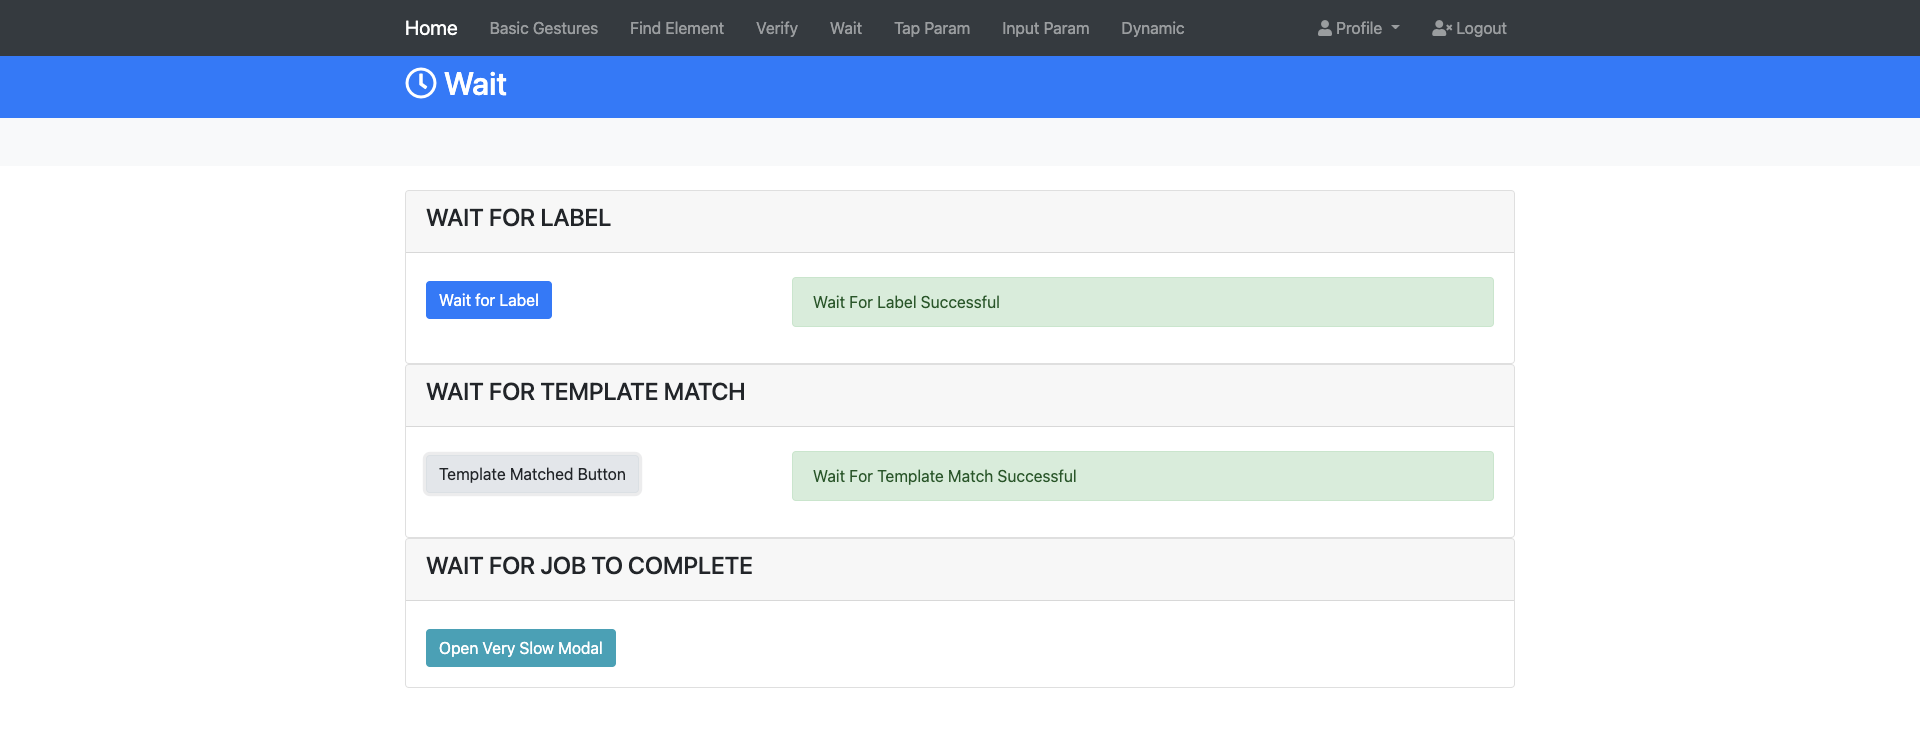 Home Basic Gestures Find Element Verify Wait Tap Param Input Param Dynamic Profile Logout
Wait
WAIT FOR LABEL
Wait for Label Wait For Label Successful
WAIT FOR TEMPLATE MATCH
Template Matched Button Wait For Template Match Successful
WAIT FOR JOB TO COMPLETE
Open Very Slow Modal